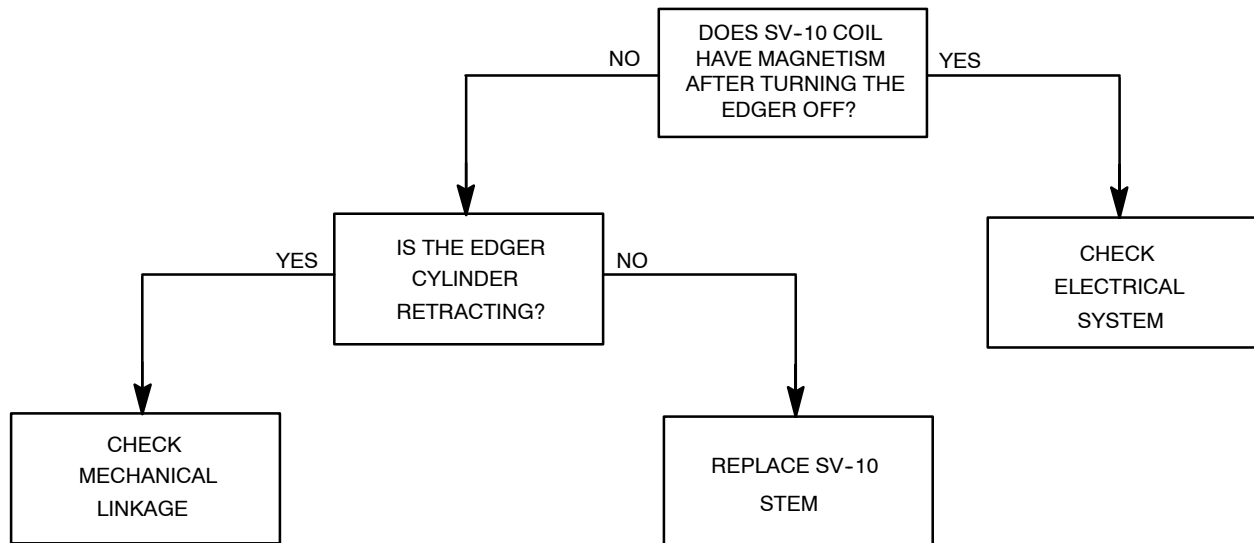 DOES SV-10 COIL
HAVE MAGNETISM
AFTER TURNING THE
EDGER OFF?
NO
YES
IS THE EDGER
CYLINDER
RETRACTING?
YES
NO
CHECK
ELECTRICAL
SYSTEM
CHECK
MECHANICAL
LINKAGE
REPLACE SV-10
STEM